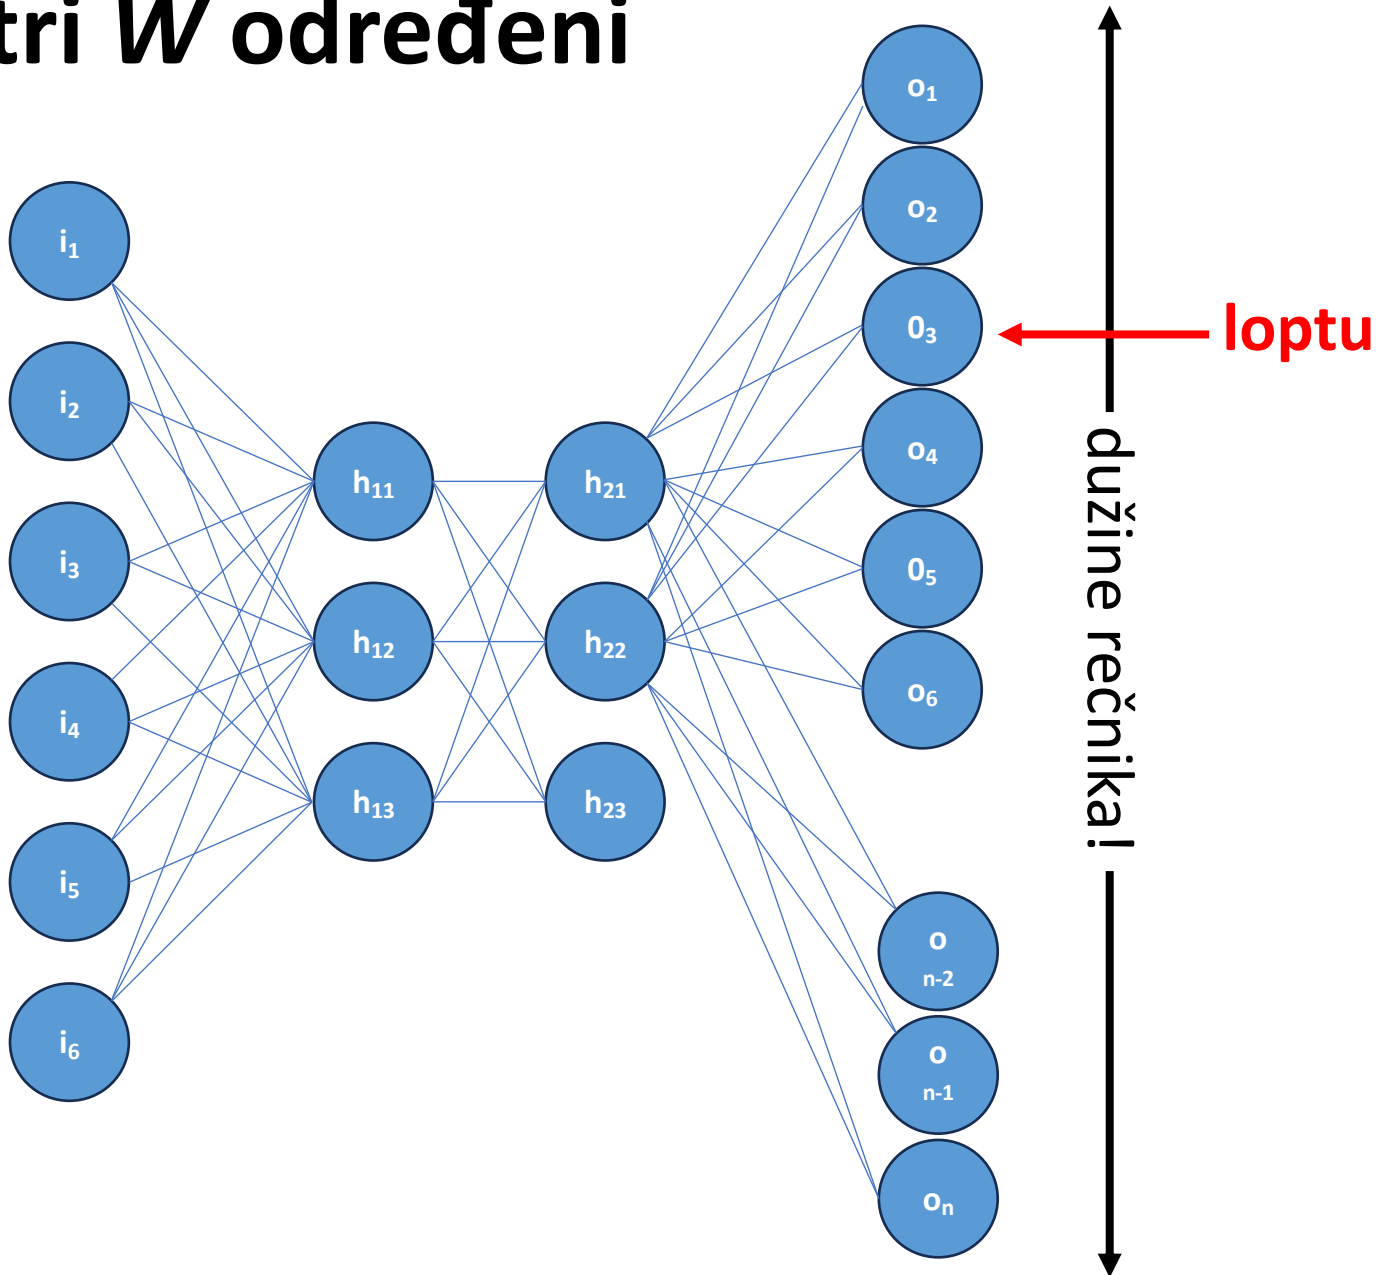 tri W određeni
i1
i2
i3
i4
i5
i6
h11
h12
h13
h21
h22
h23
o1
o2
03
o4
05
o6
o
n-2
o
n-1
on
loptu
dužine rečnika!